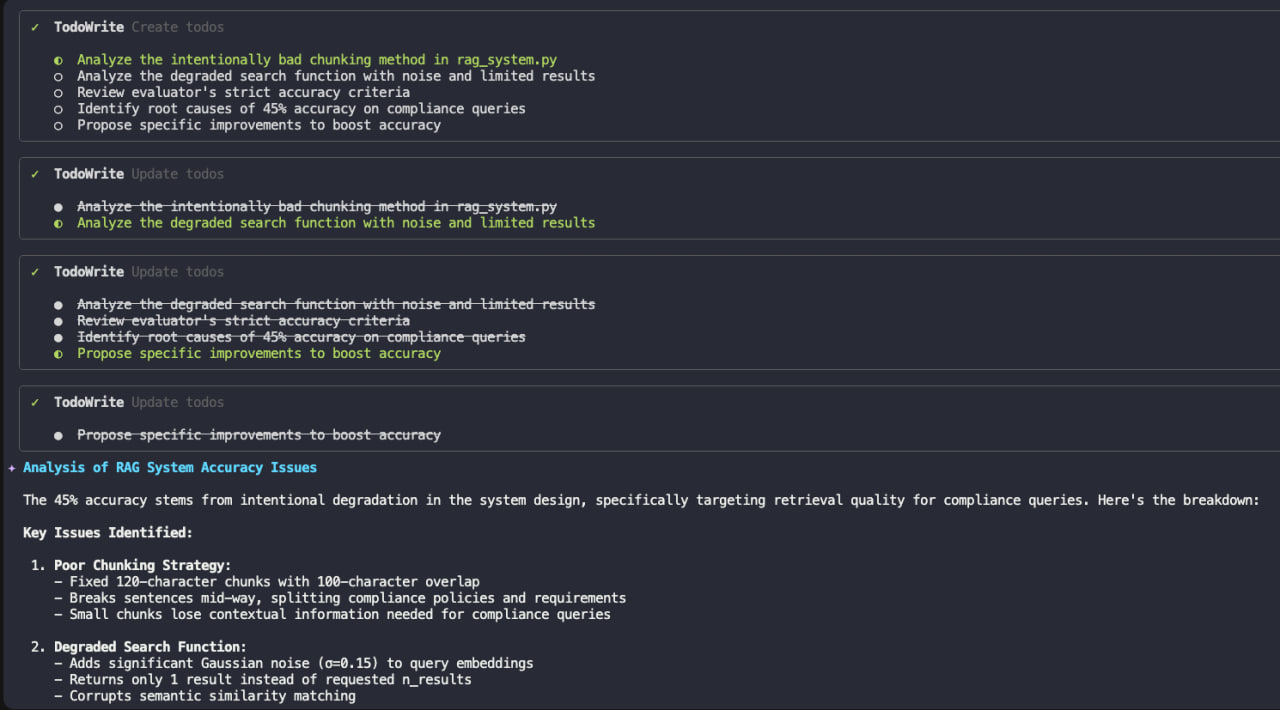 ✓ TodoWrite Create todos
◐ Analyze the intentionally bad chunking method in rag_system.py
○ Analyze the degraded search function with noise and limited results
○ Review evaluator's strict accuracy criteria
○ Identify root causes of 45% accuracy on compliance queries
○ Propose specific improvements to boost accuracy
✓ TodoWrite Update todos
● Analyze the intentionally bad chunking method in rag_system.py
◐ Analyze the degraded search function with noise and limited results
✓ TodoWrite Update todos
● Analyze the degraded search function with noise and limited results
● Review evaluator's strict accuracy criteria
● Identify root causes of 45% accuracy on compliance queries
◐ Propose specific improvements to boost accuracy
✓ TodoWrite Update todos
● Propose specific improvements to boost accuracy
✦ Analysis of RAG System Accuracy Issues
The 45% accuracy stems from intentional degradation in the system design, specifically targeting retrieval quality for compliance queries. Here's the breakdown:
Key Issues Identified:
1. Poor Chunking Strategy:
– Fixed 120-character chunks with 100-character overlap
– Breaks sentences mid-way, splitting compliance policies and requirements
– Small chunks lose contextual information needed for compliance queries
2. Degraded Search Function:
– Adds significant Gaussian noise (σ=0.15) to query embeddings
– Returns only 1 result instead of requested n_results
– Corrupts semantic similarity matching